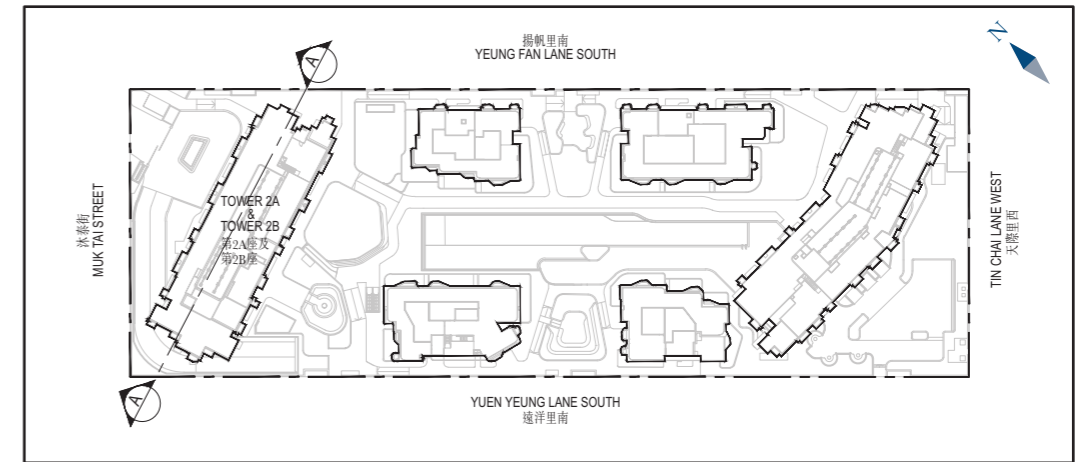 揚帆里南
YEUNG FAN LANE SOUTH
N
A
沐泰街
MUK TAI STREET
TOWER 2A
&
TOWER 2B
第2A座及
第2B座
TIN CHAI LANE WEST
天際里西
A
YUEN YEUNG LANE SOUTH
遠洋里南